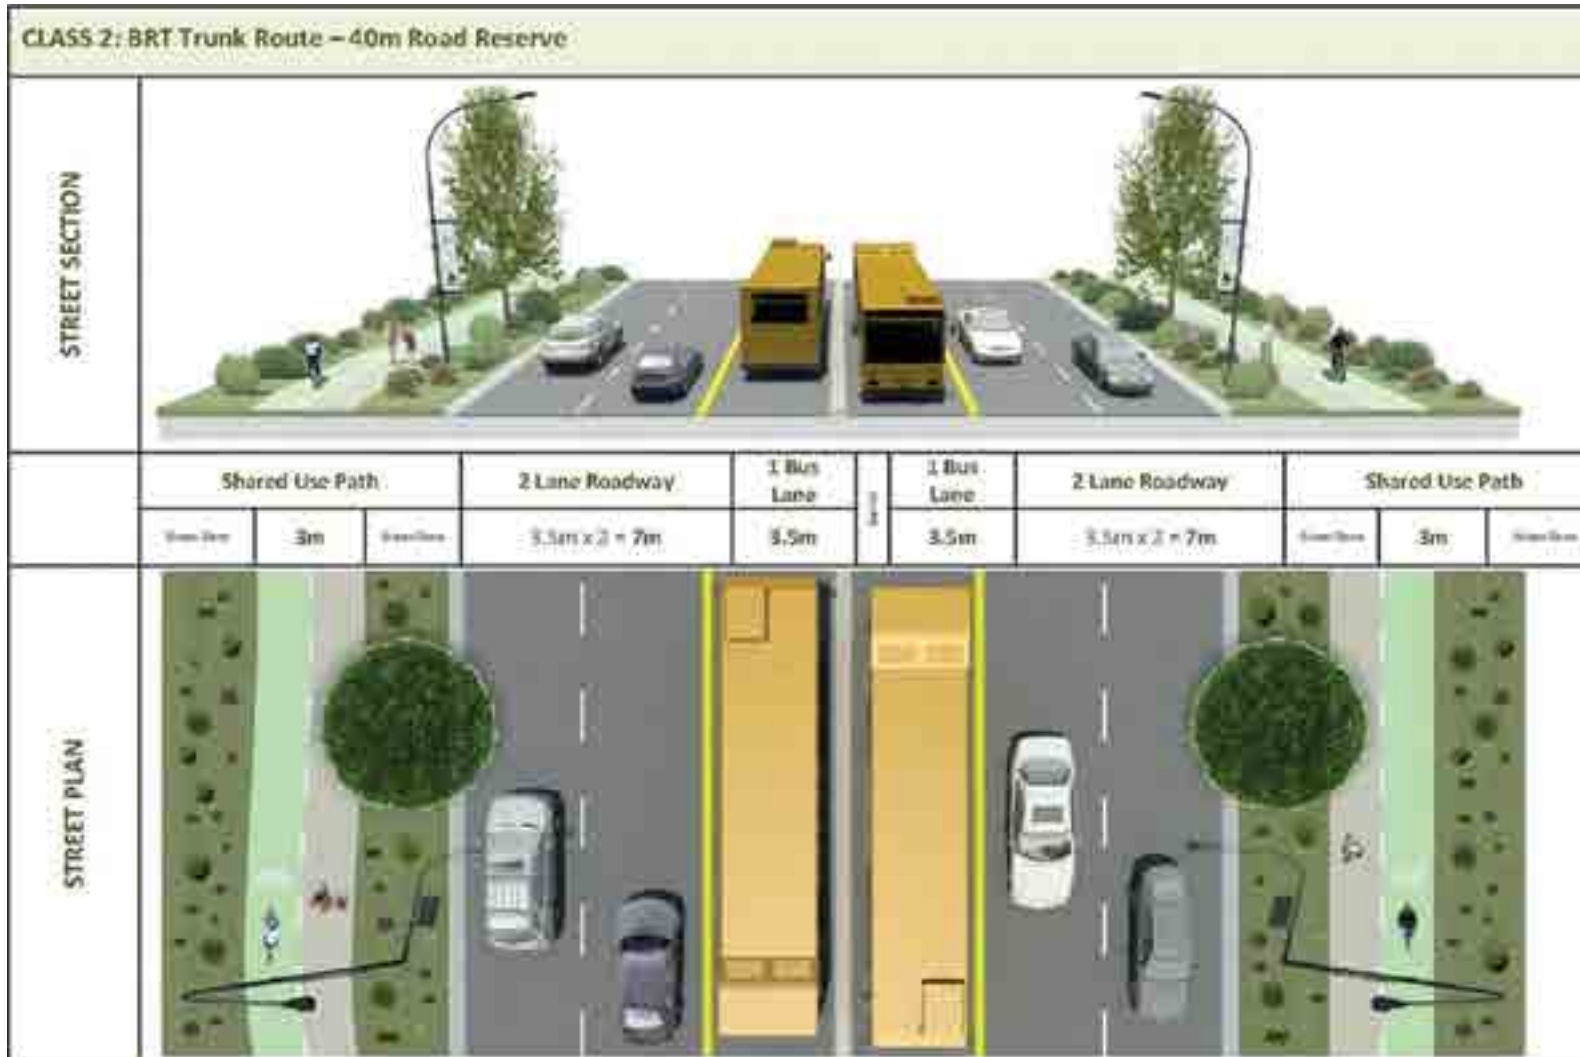 CLASS 2: BRT Trunk Route – 40m Road Reserve
STREET SECTION
Shared Use Path
2 Lane Roadway
1 Bus
Lane
1 Bus
Lane
2 Lane Roadway
Shared Use Path
3m
3.5m x 2 = 7m
3.5m
3.5m
3.5m x 2 = 7m
3m
STREET PLAN